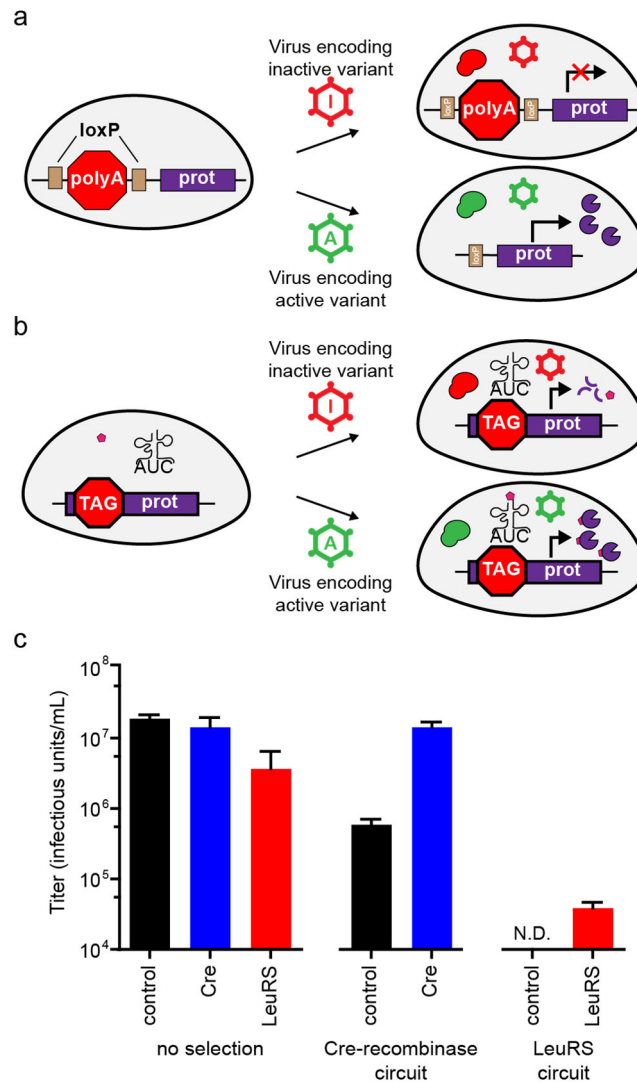 a
Virus encoding
inactive variant
I
loxP
polyA
prot
loxP
polyA
loxP
prot
A
Virus encoding
active variant
loxP
prot
b
Virus encoding
inactive variant
I
AUC
TAG
prot
AUC
TAG
prot
A
Virus encoding
active variant
AUC
TAG
prot
c
Titer (infectious units/mL)
10^8
10^7
10^6
10^5
10^4
N.D.
control
Cre
LeuRS
control
Cre
control
LeuRS
no selection
Cre-recombinase
circuit
LeuRS
circuit